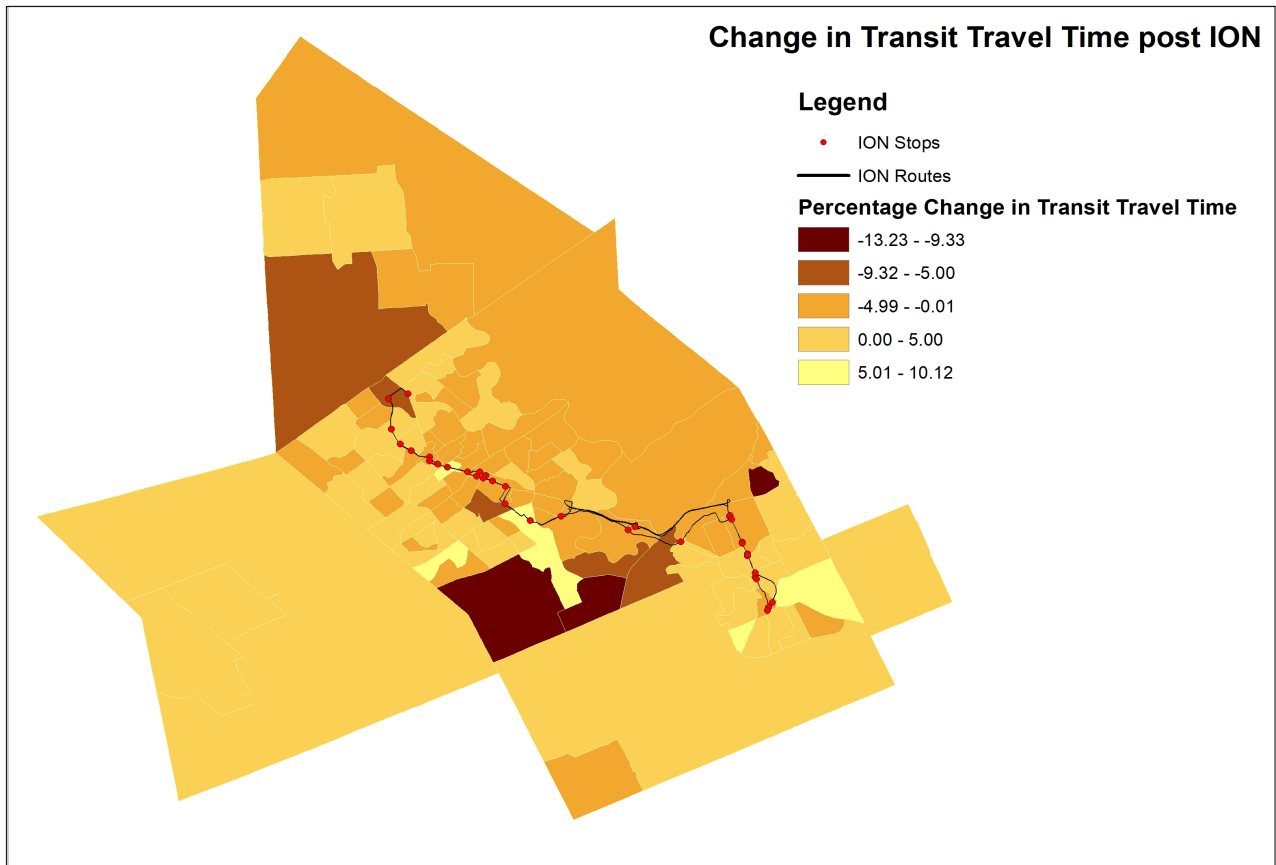 Change in Transit Travel Time post ION
Legend
ION Stops
ION Routes
Percentage Change in Transit Travel Time
-13.23 - -9.33
-9.32 - -5.00
-4.99 - -0.01
0.00 - 5.00
5.01 - 10.12